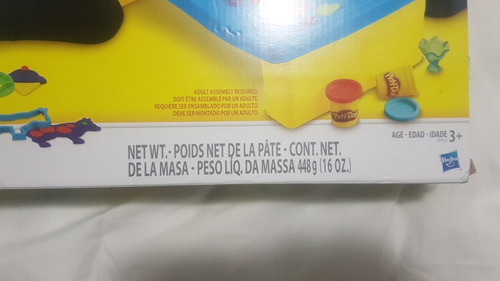 ADULT ASSEMBLY REQUIRED.
DOIT ÊTRE ASSEMBLÉ PAR UN ADULTE.
REQUIERE SER ENSAMBLADO POR UN ADULTO.
DEVE SER MONTADO POR UM ADULTO.
Play-Doh
Play-Doh
AGE - EDAD - IDADE 3+
NET WT.- POIDS NET DE LA PÂTE - CONT. NET.
DE LA MASA - PESO LÍQ. DA MASSA 448 g (16 OZ.)
Hasbro